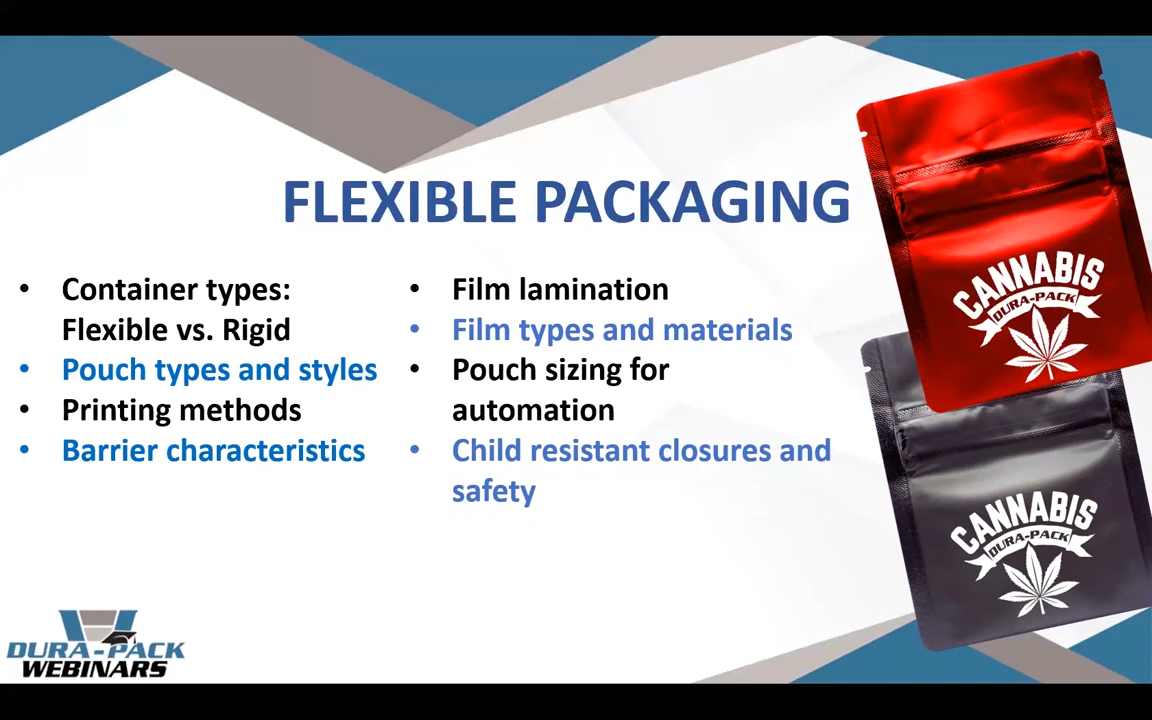 FLEXIBLE PACKAGING
• Container types:
Flexible vs. Rigid
• Pouch types and styles
• Printing methods
• Barrier characteristics
• Film lamination
• Film types and materials
• Pouch sizing for
automation
• Child resistant closures and
safety
CANNABIS
DURA-PACK
CANNABIS
DURA-PACK
DURA-PACK
WEBINARS